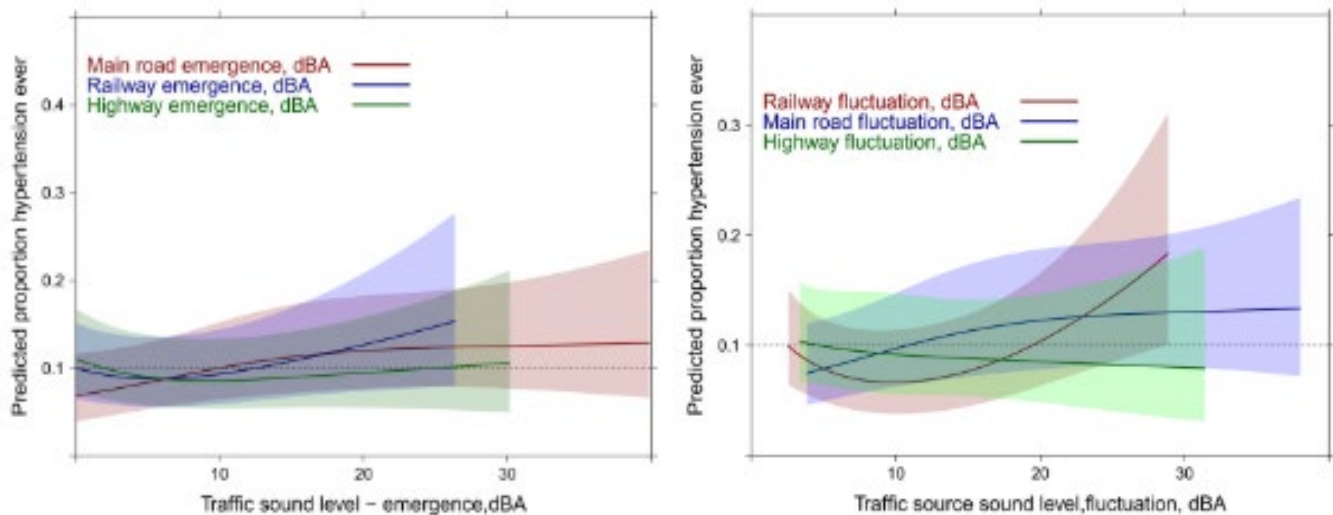 Predicted proportion hypertension ever
Main road emergence, dBA
Railway emergence, dBA
Highway emergence, dBA
0.4
0.3
0.2
0.1
10
20
30
Traffic sound level – emergence,dBA
Predicted proportion hypertension ever
Railway fluctuation, dBA
Main road fluctuation, dBA
Highway fluctuation, dBA
0.3
0.2
0.1
10
20
30
Traffic source sound level,fluctuation, dBA